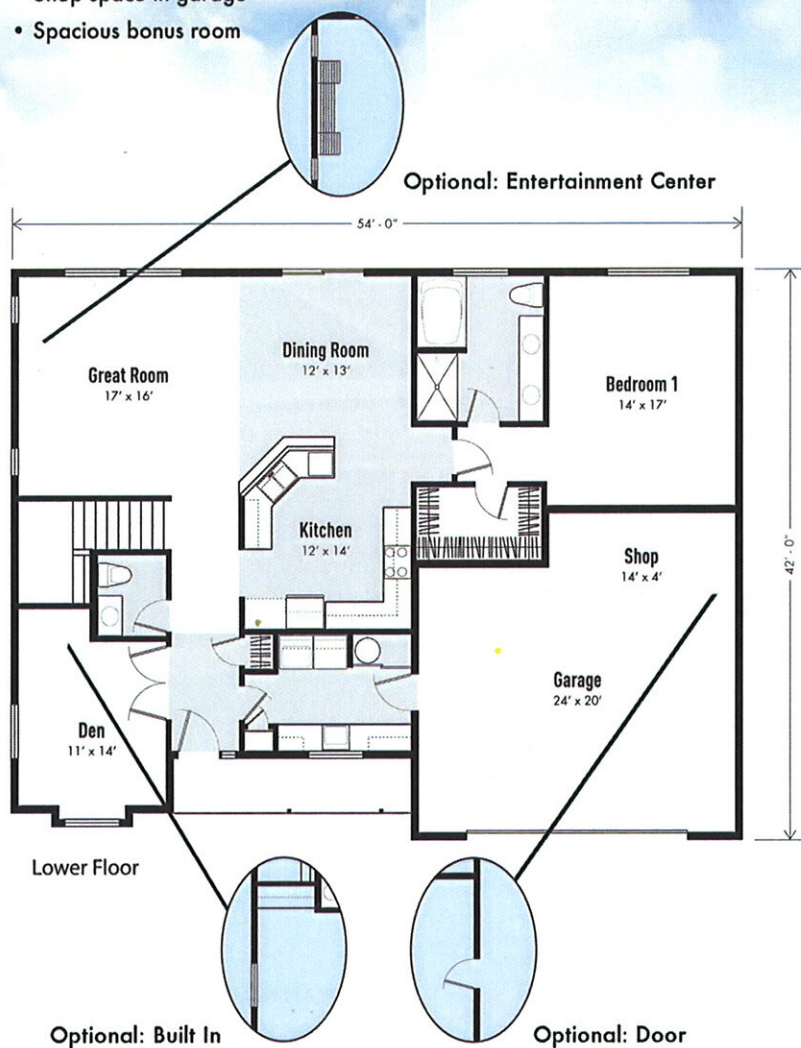 • Spacious bonus room
Optional: Entertainment Center
54' - 0"
Great Room
17' x 16'
Dining Room
12' x 13'
Bedroom 1
14' x 17'
Kitchen
12' x 14'
Shop
14' x 4'
42' - 0"
Garage
24' x 20'
Den
11' x 14'
Lower Floor
Optional: Built In
Optional: Door